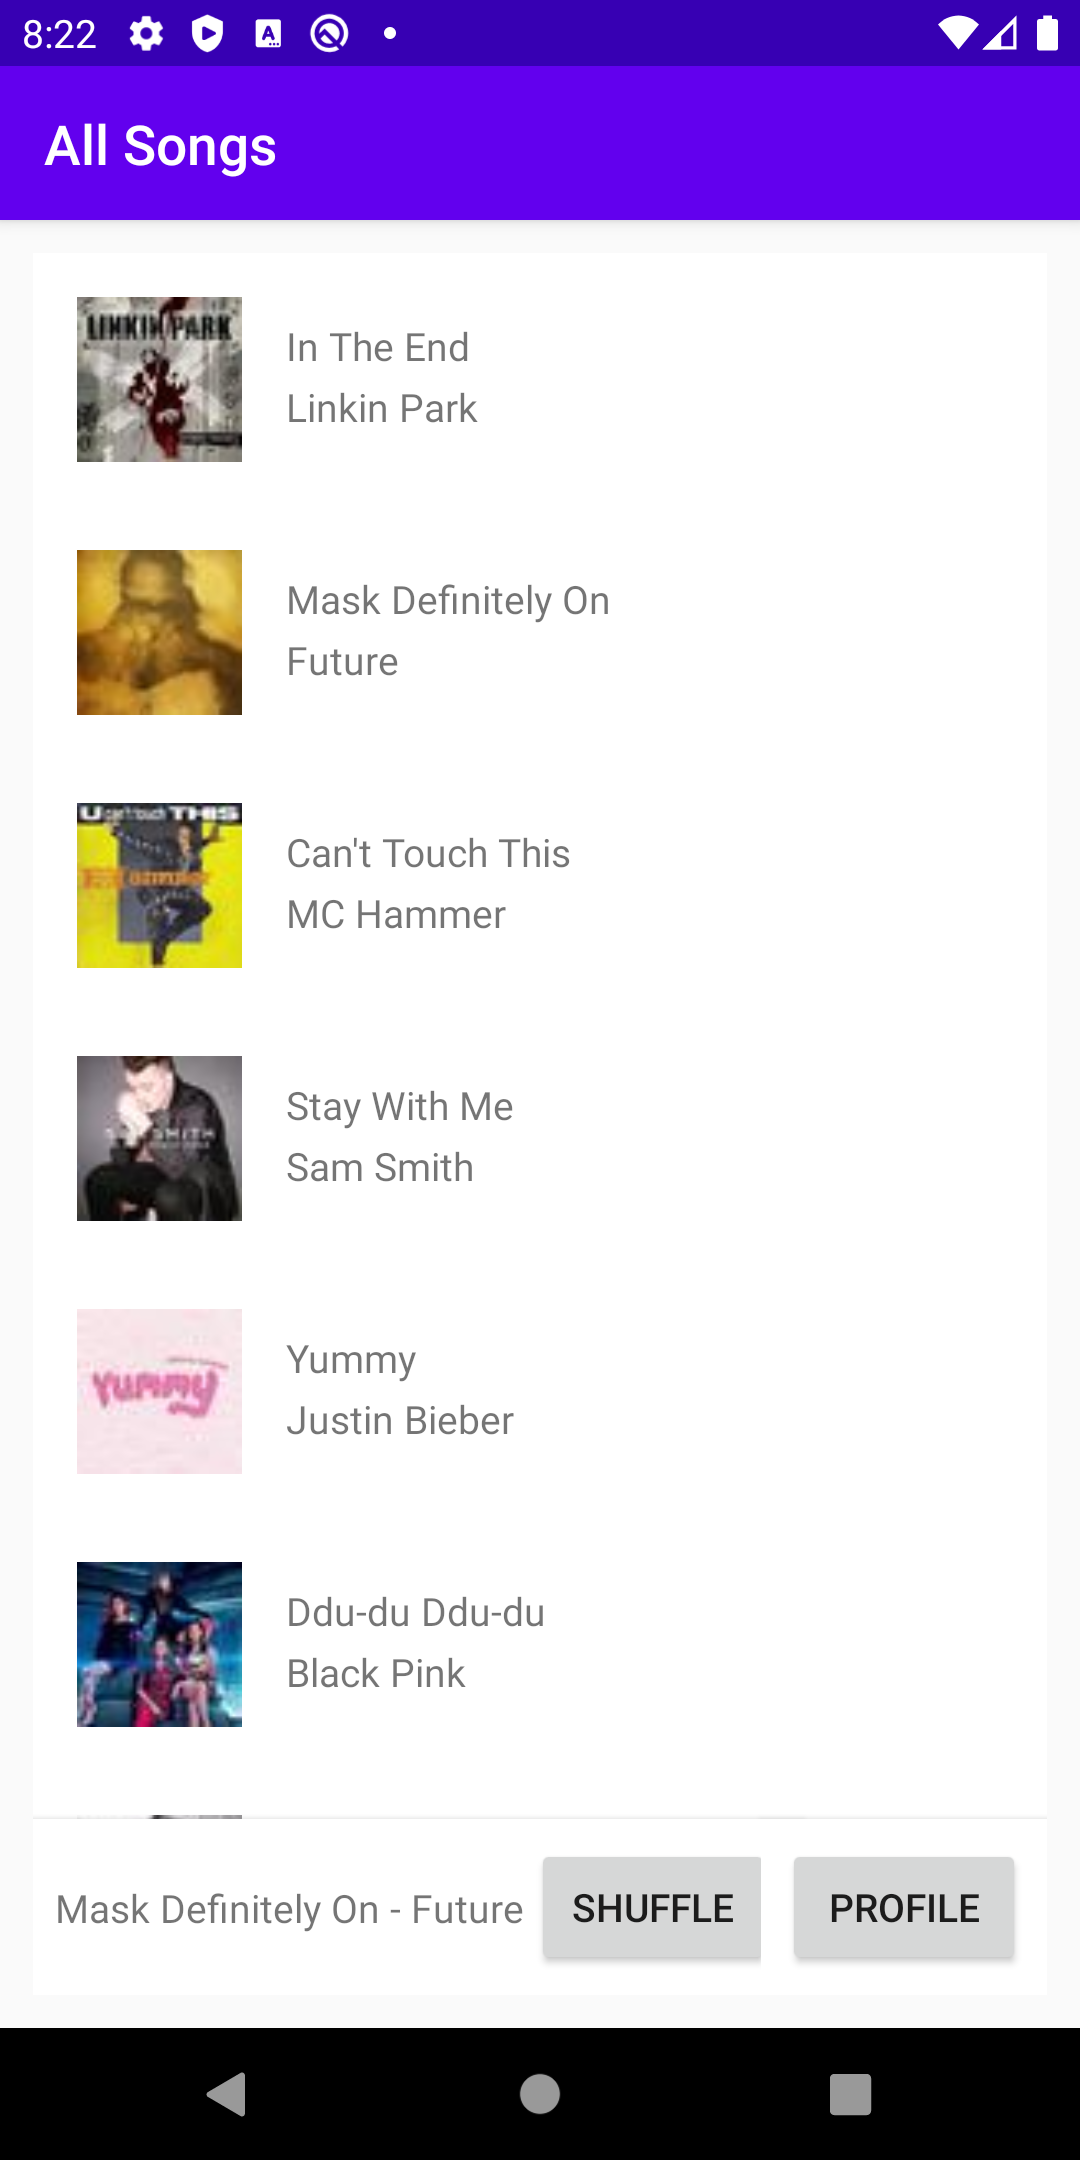 8:22
All Songs
LINKIN PARK
In The End
Linkin Park
Mask Definitely On
Future
U can't touch THIS
Hammer
Can't Touch This
MC Hammer
SAM SMITH
Stay With Me
Sam Smith
Yummy
Yummy
Justin Bieber
Ddu-du Ddu-du
Black Pink
Mask Definitely On - Future
SHUFFLE
PROFILE